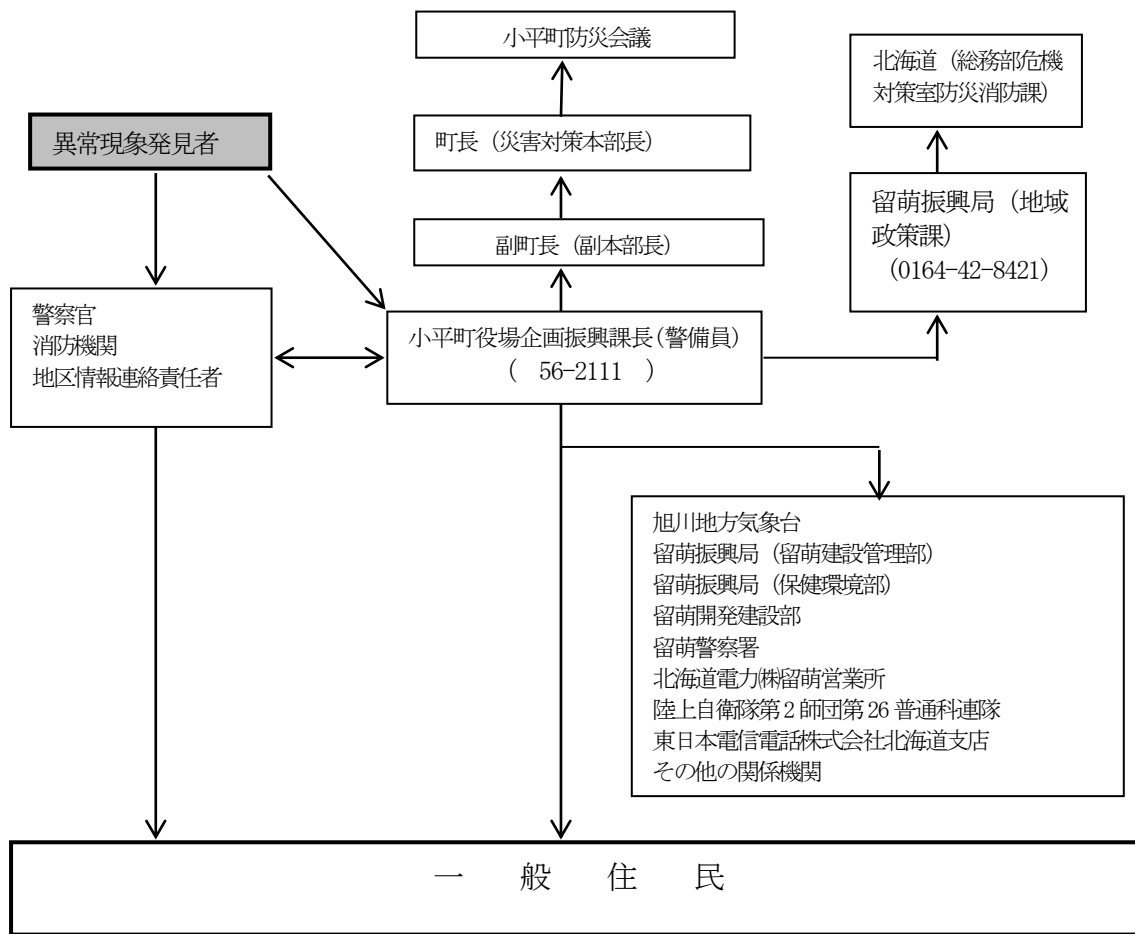 小平町防災会議
北海道（総務部危機
対策室防災消防課）
異常現象発見者
町長（災害対策本部長）
留萌振興局（地域
政策課）
（0164-42-8421）
副町長（副本部長）
警察官
消防機関
地区情報連絡責任者
小平町役場企画振興課長（警備員）
（　56-2111　）
旭川地方気象台
留萌振興局（留萌建設管理部）
留萌振興局（保健環境部）
留萌開発建設部
留萌警察署
北海道電力㈱留萌営業所
陸上自衛隊第2師団第26普通科連隊
東日本電信電話株式会社北海道支店
その他の関係機関
一　般　住　民